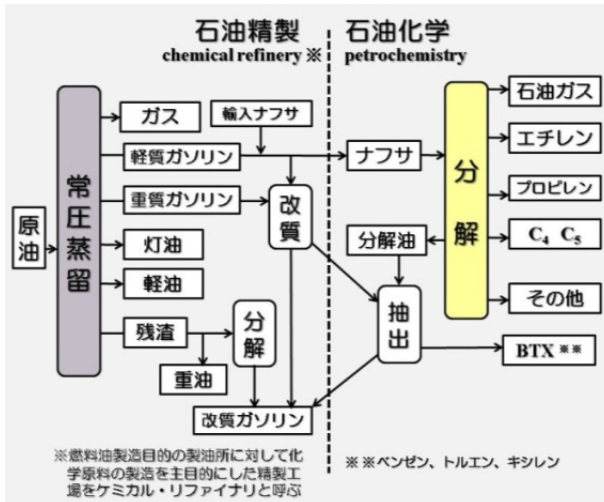 石油精製
chemical refinery ※
石油化学
petrochemistry
原油
常圧蒸留
ガス
輸入ナフサ
軽質ガソリン
重質ガソリン
灯油
軽油
残渣
重油
改質
分解
改質ガソリン
ナフサ
分解油
抽出
分解
石油ガス
エチレン
プロピレン
C₄ C₅
その他
BTX ※※
※燃料油製造目的の製油所に対して化
学原料の製造を主目的にした精製工
場をケミカル・リファイナリと呼ぶ
※※ベンゼン、トルエン、キシレン